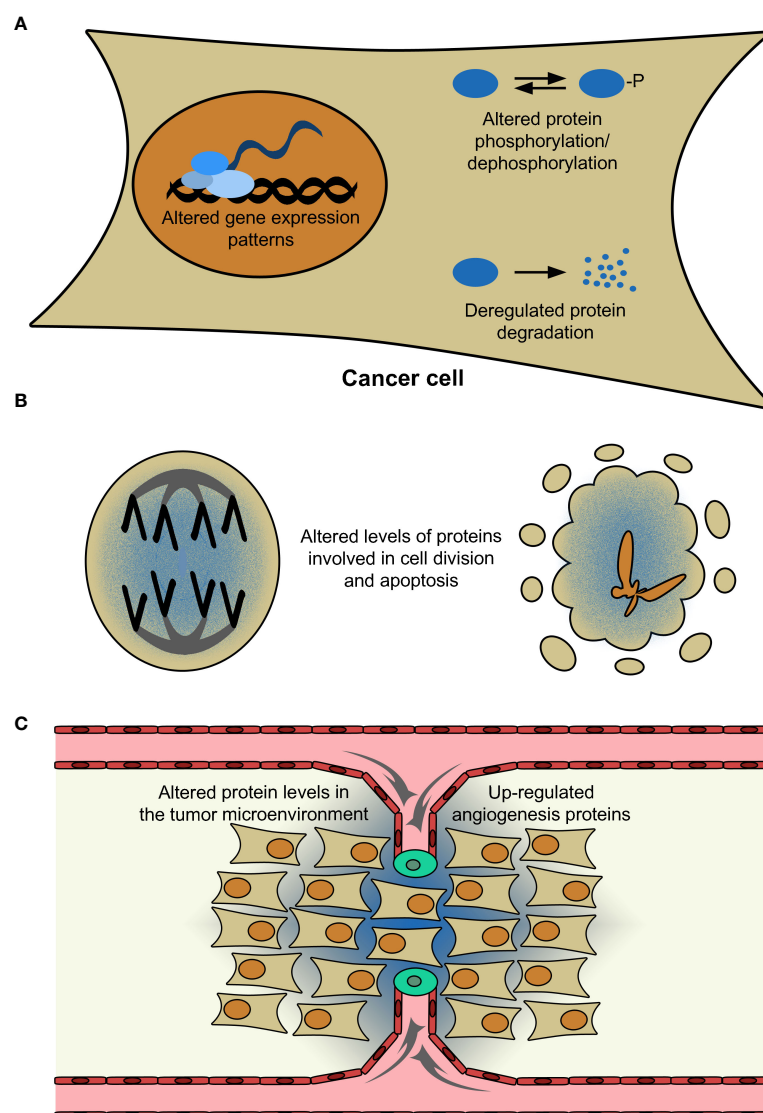 A
-P
Altered protein
phosphorylation/
dephosphorylation
Altered gene expression
patterns
Deregulated protein
degradation
Cancer cell
B
Altered levels of proteins
involved in cell division
and apoptosis
C
Altered protein levels in
the tumor microenvironment
Up-regulated
angiogenesis proteins